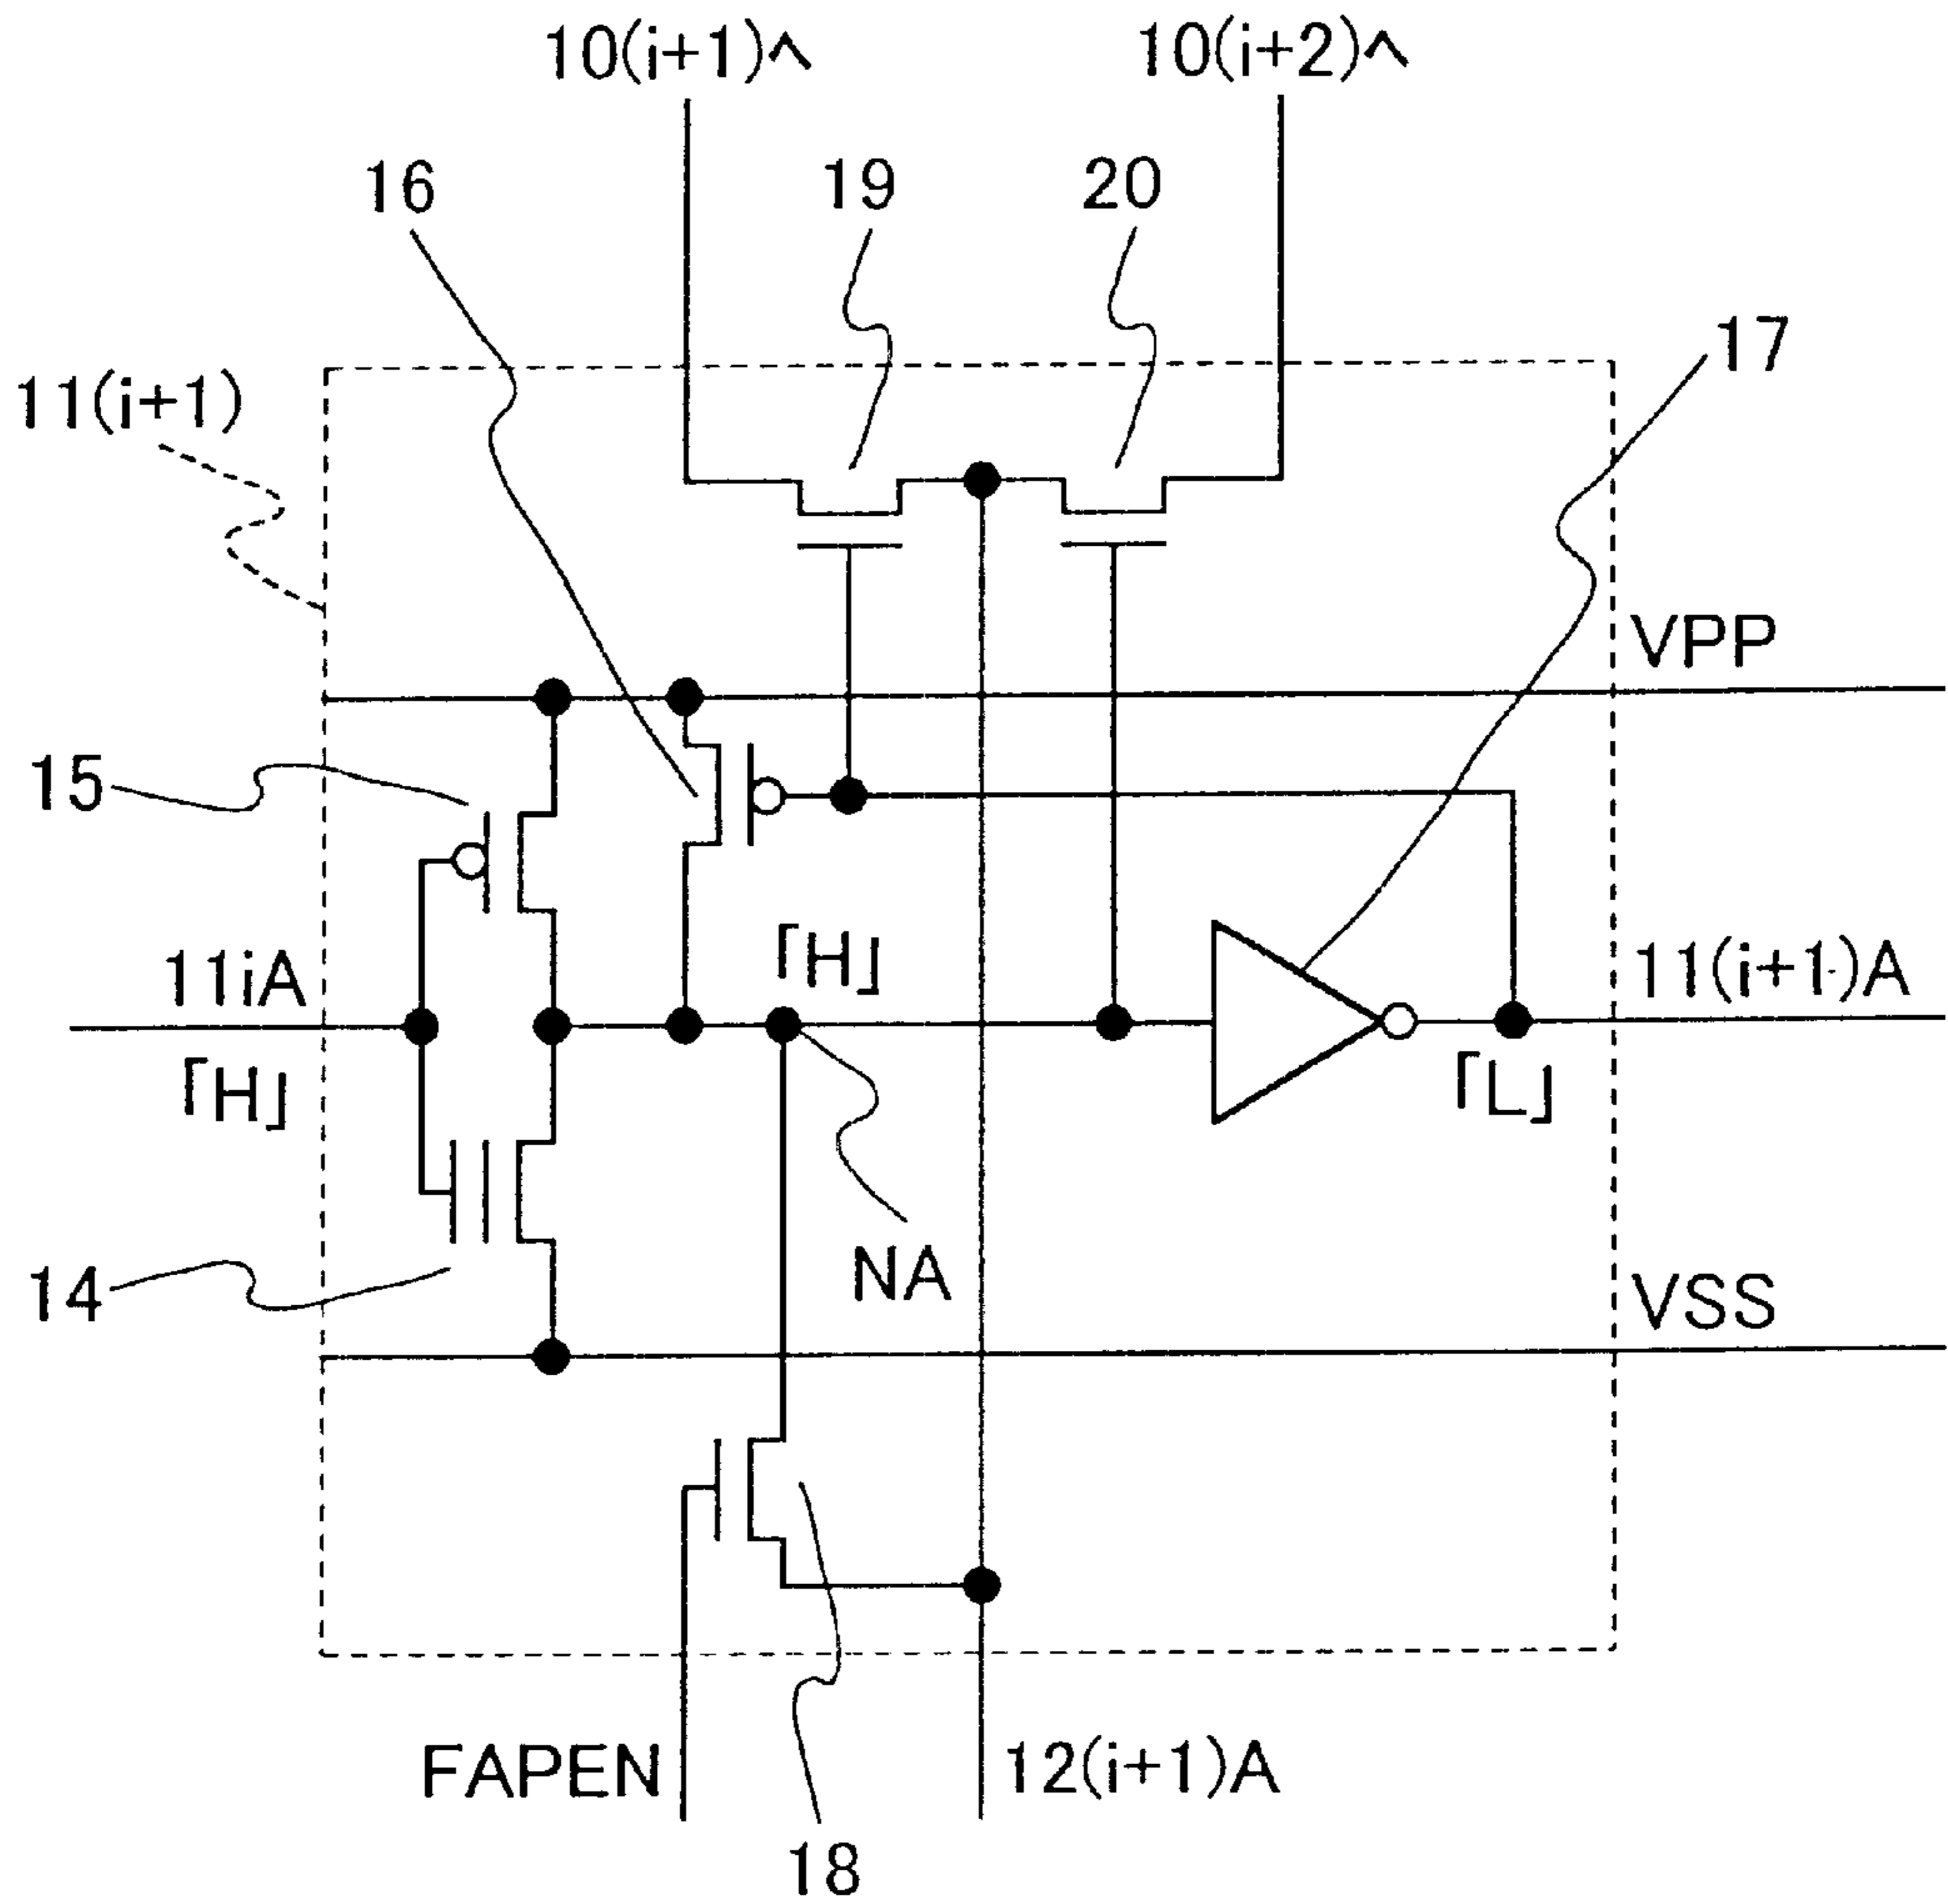 10(i+1)へ
10(i+2)へ
16
19
20
17
11(i+1)
VPP
15
「H」
11iA
11(i+1)A
「H」
「L」
NA
14
VSS
FAPEN
12(i+1)A
18